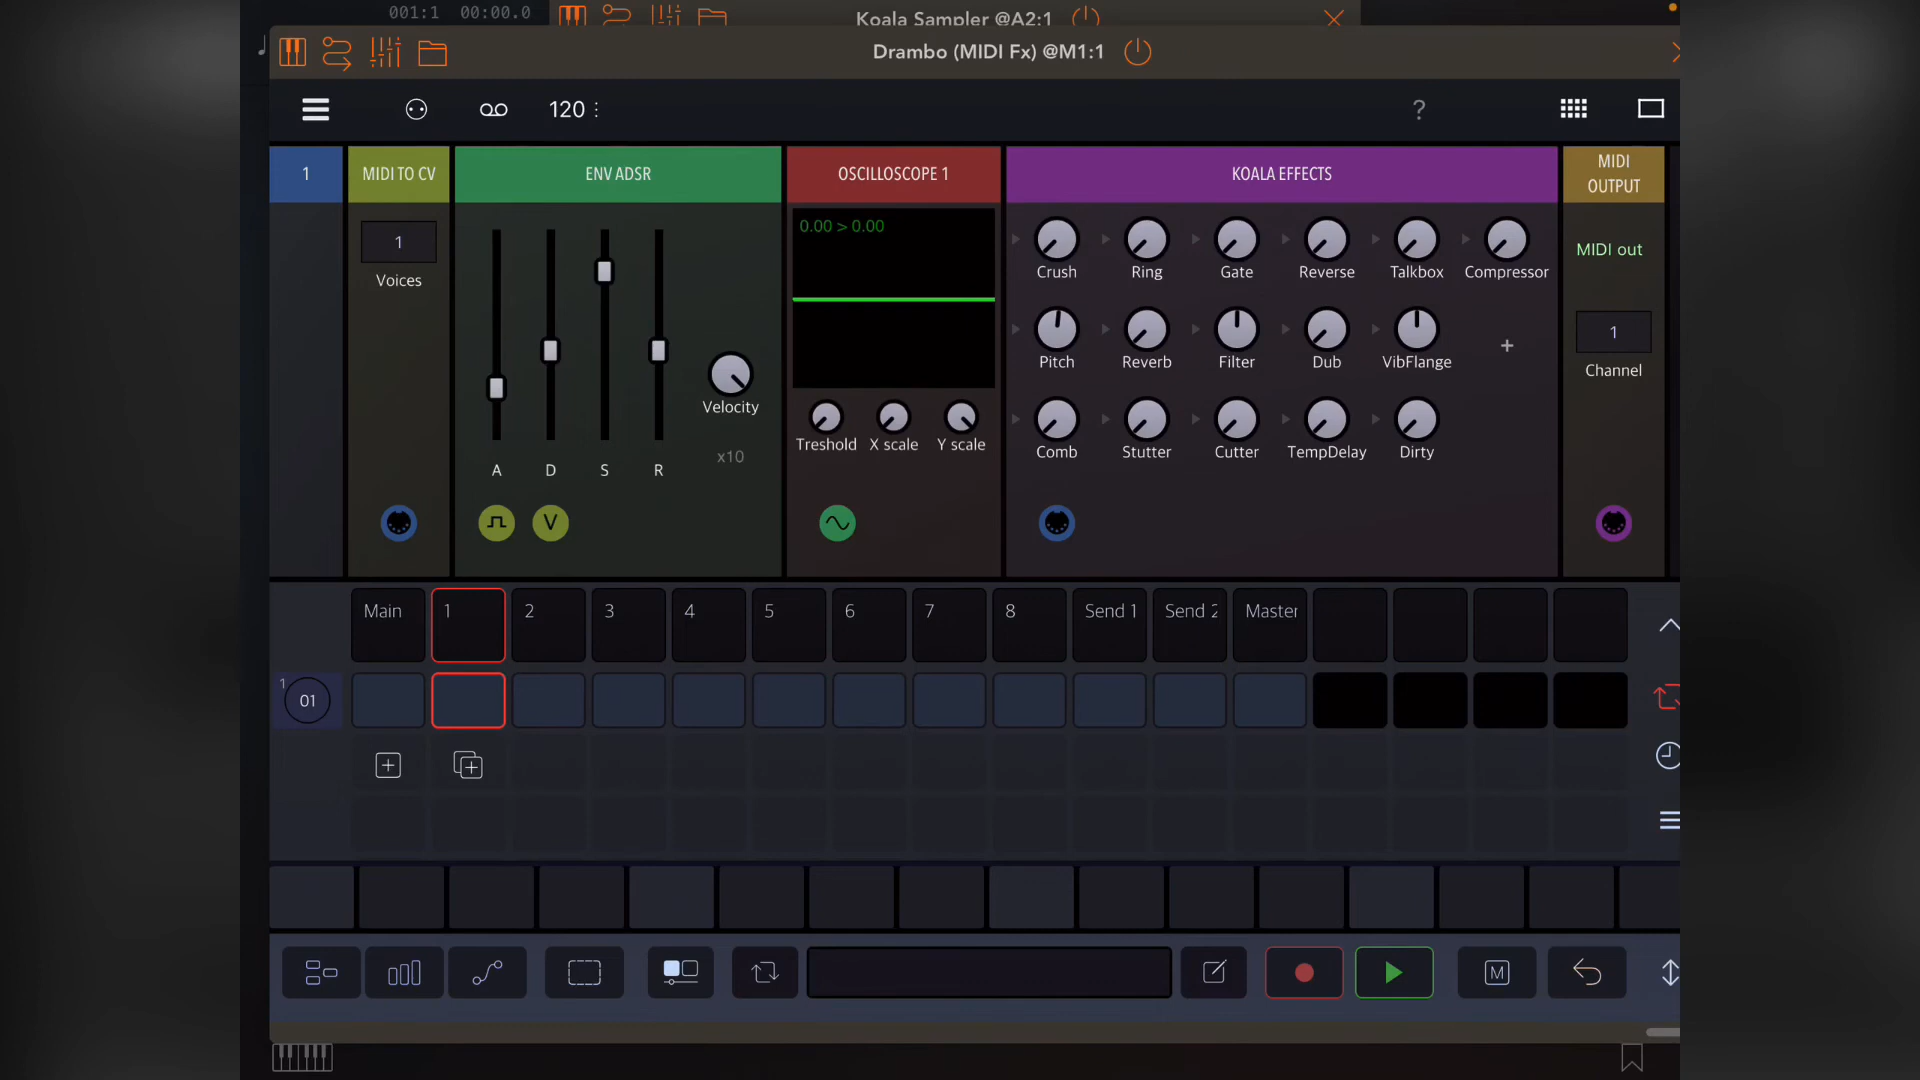 001:1 00:00.0
Koala Sampler @A2:1
Drambo (MIDI Fx) @M1:1
120
?
1
MIDI TO CV
ENV ADSR
OSCILLOSCOPE 1
KOALA EFFECTS
MIDI
OUTPUT
1
Voices
A
D
S
R
Velocity
x10
V
0.00 > 0.00
Treshold
X scale
Y scale
Crush
Ring
Gate
Reverse
Talkbox
Compressor
Pitch
Reverb
Filter
Dub
VibFlange
+
Comb
Stutter
Cutter
TempDelay
Dirty
MIDI out
1
Channel
Main
1
2
3
4
5
6
7
8
Send 1
Send 2
Master
1
01
M